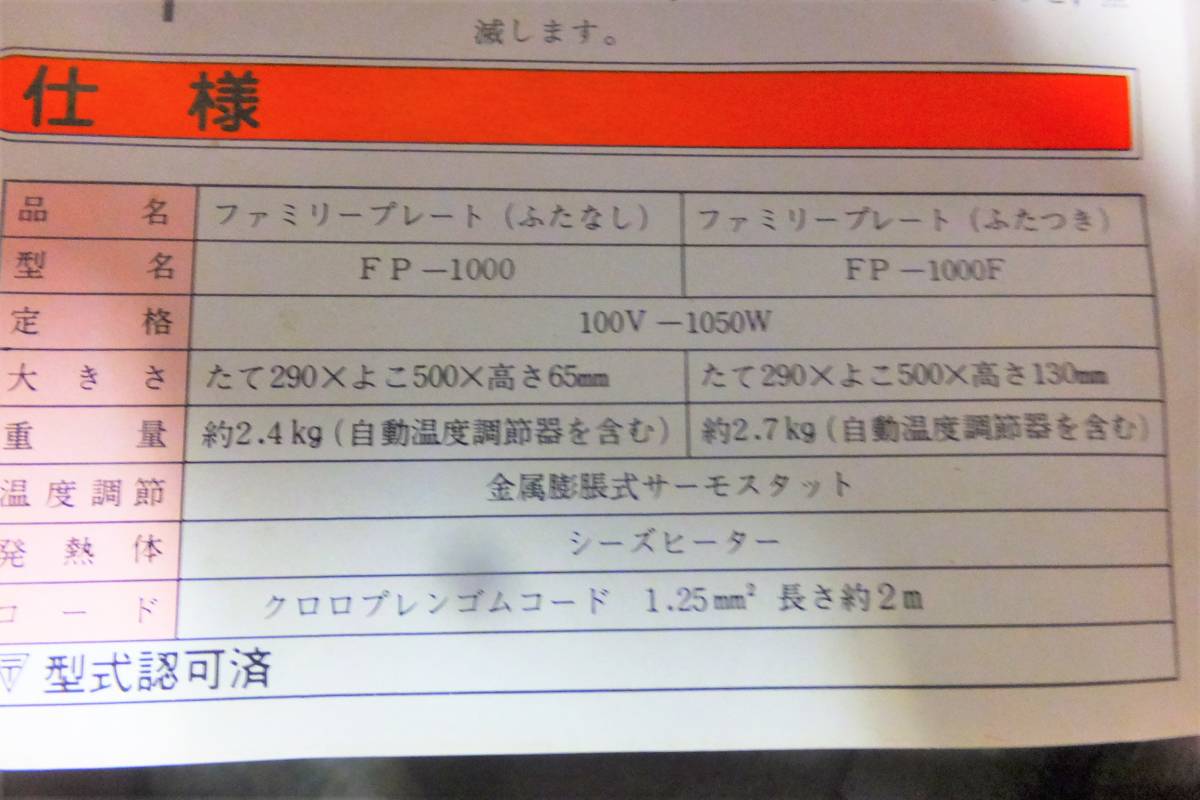 滅します。
仕様
品名 ファミリープレート（ふたなし） ファミリープレート（ふたつき）
型名 FP－1000 FP－1000F
定格 100V－1050W
大きさ たて290×よこ500×高さ65㎜ たて290×よこ500×高さ130㎜
重量 約2.4kg（自動温度調節器を含む） 約2.7kg（自動温度調節器を含む）
温度調節 金属膨脹式サーモスタット
発熱体 シーズヒーター
コード クロロプレンゴムコード 1.25mm² 長さ約2m
型式認可済